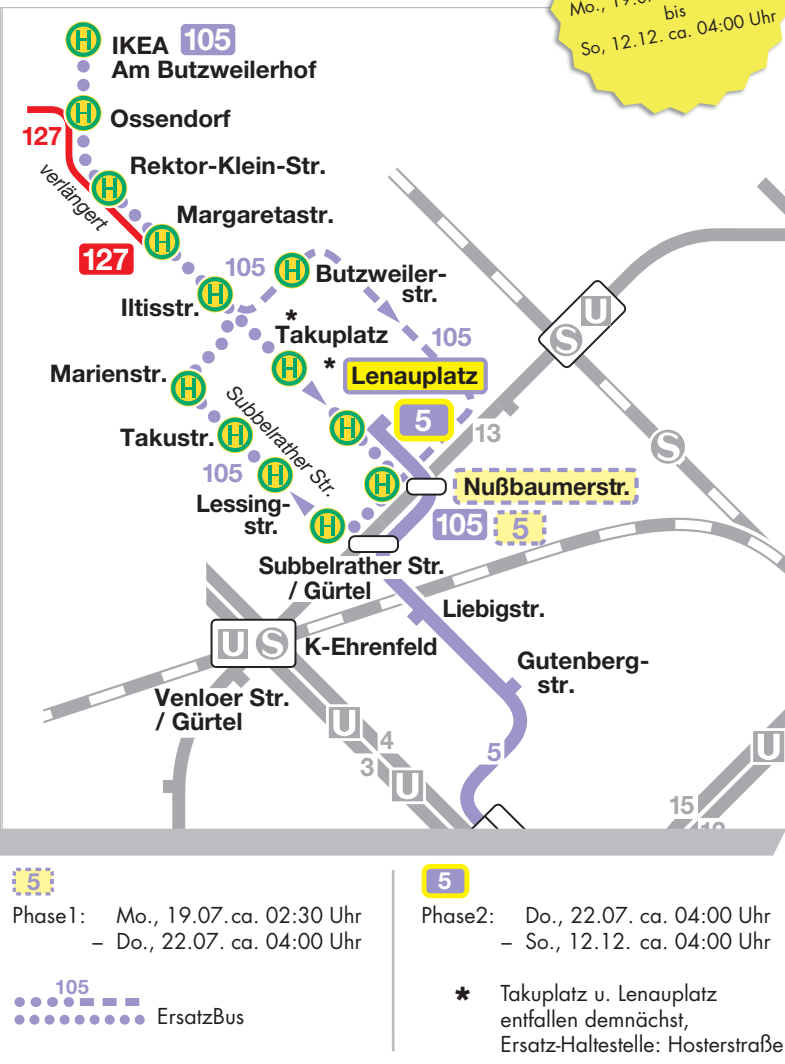 Mo., 19.0
bis
So, 12.12. ca. 04:00 Uhr
H IKEA 105
Am Butzweilerhof
H Ossendorf
127
H Rektor-Klein-Str.
verlängert
H Margaretastr.
127
105
H Butzweiler-
str.
Iltisstr. H
*
Takuplatz
H
105
U
S
Marienstr. H
* Lenauplatz
Subbelrather Str.
H
5
13
Takustr. H
S
105
H
Lessing-
str.
H
H
Nußbaumerstr.
105 5
Subbelrather Str.
/ Gürtel
Liebigstr.
U S K-Ehrenfeld
Gutenberg-
str.
Venloer Str.
/ Gürtel
U
4
3
U
5
U
15
5
Phase1: Mo., 19.07. ca. 02:30 Uhr
– Do., 22.07. ca. 04:00 Uhr
105
ErsatzBus
5
Phase2: Do., 22.07. ca. 04:00 Uhr
– So., 12.12. ca. 04:00 Uhr
* Takuplatz u. Lenauplatz
entfallen demnächst,
Ersatz-Haltestelle: Hosterstraße